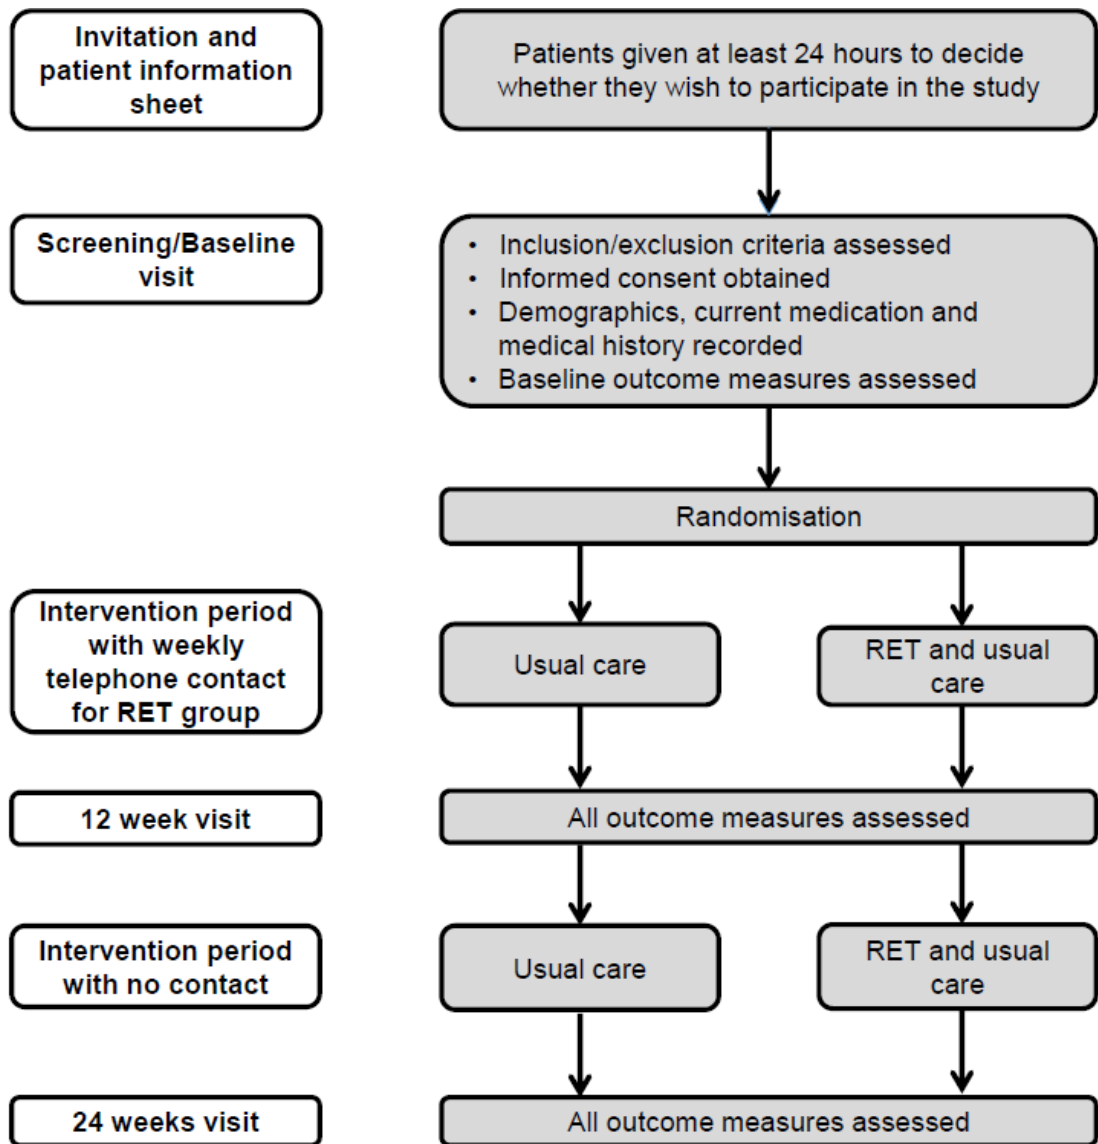 Invitation and
patient information
sheet
Patients given at least 24 hours to decide
whether they wish to participate in the study
Screening/Baseline
visit
• Inclusion/exclusion criteria assessed
• Informed consent obtained
• Demographics, current medication and
medical history recorded
• Baseline outcome measures assessed
Randomisation
Intervention period
with weekly
telephone contact
for RET group
Usual care
RET and usual
care
12 week visit
All outcome measures assessed
Intervention period
with no contact
Usual care
RET and usual
care
24 weeks visit
All outcome measures assessed